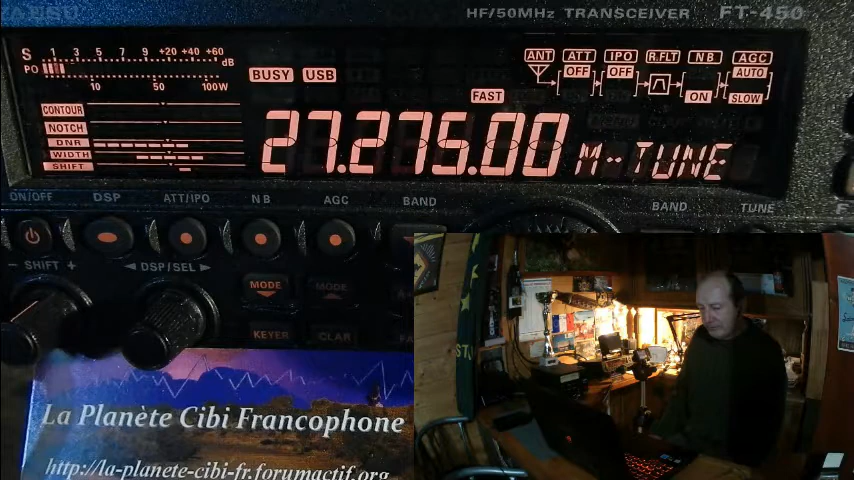 YAESU HF/50MHz TRANSCEIVER FT-450
S 1 3 5 7 9 +20 +40 +60 dB
PO 10 50 100W
BUSY USB
FAST
ANT ATT IPO R.FLT NB AGC
OFF OFF AUTO
ON SLOW
CONTOUR
NOTCH
DNR
WIDTH
SHIFT
27.275.00 M-TUNE
ON/OFF DSP ATT/IPO NB AGC BAND BAND TUNE
- SHIFT + ◄ DSP/SEL ► MODE MODE
KEYER CLAR
La Planète Cibi Francophone
http://la-planete-cibi-fr.forumactif.org